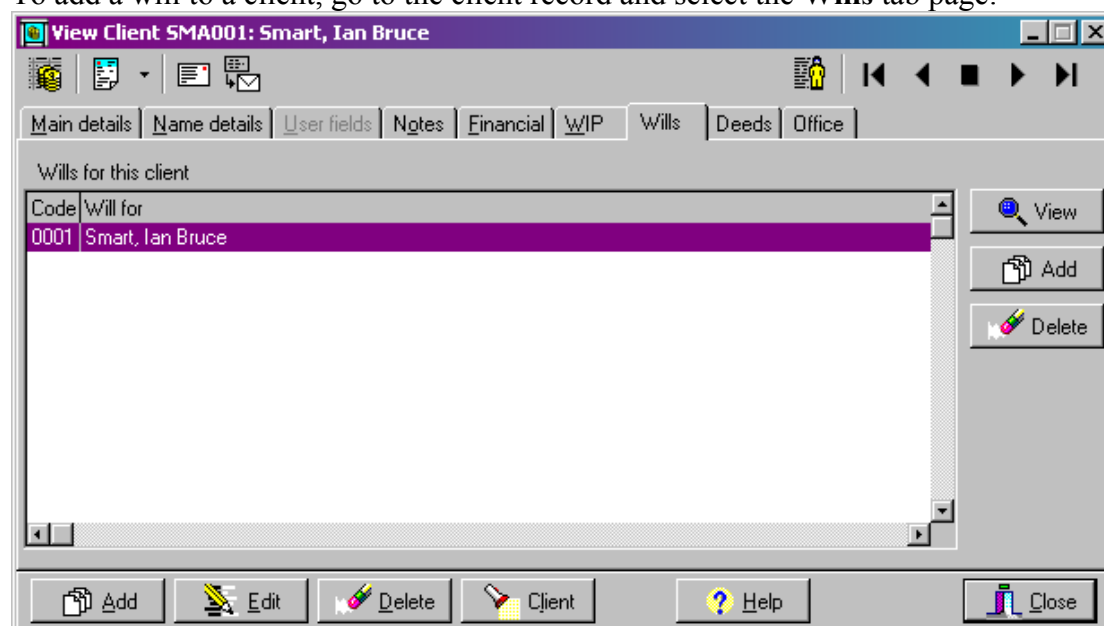 To add a will to a client, go to the client record and select the Wills tab page.
View Client SMA001: Smart, Ian Bruce
Main details Name details User fields Notes Financial WIP Wills Deeds Office
Wills for this client
Code Will for
0001 Smart, Ian Bruce
View
Add
Delete
Add Edit Delete Client Help Close